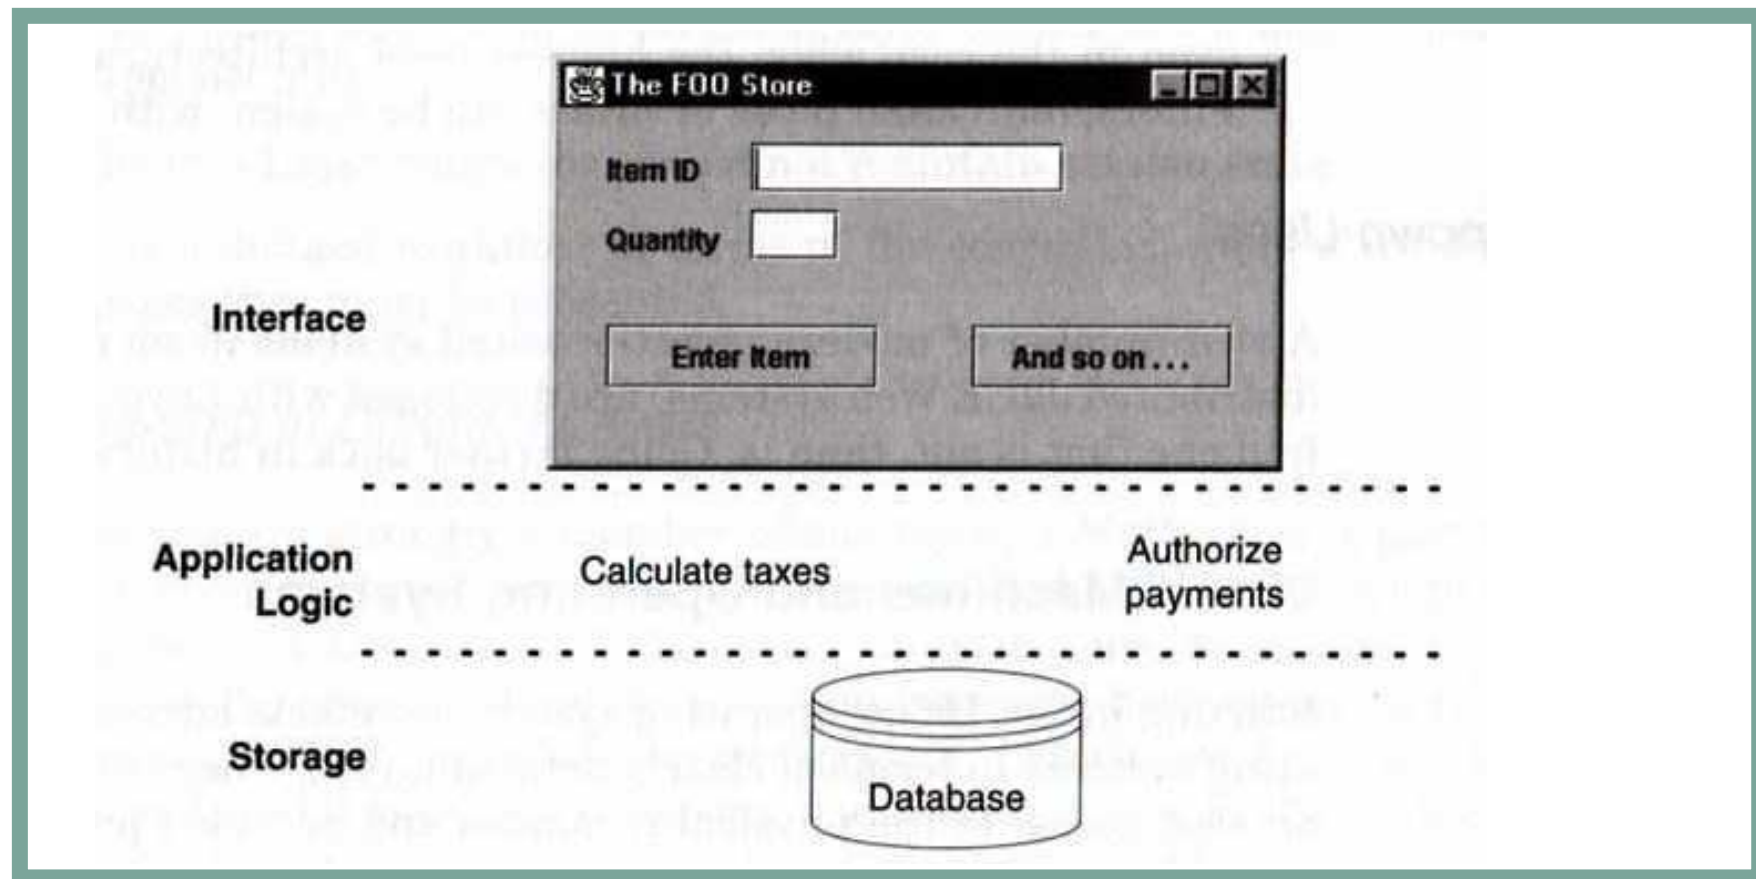 The FOO Store
Item ID
Quantity
Interface
Enter Item
And so on . . .
Application
Logic
Calculate taxes
Authorize
payments
Storage
Database